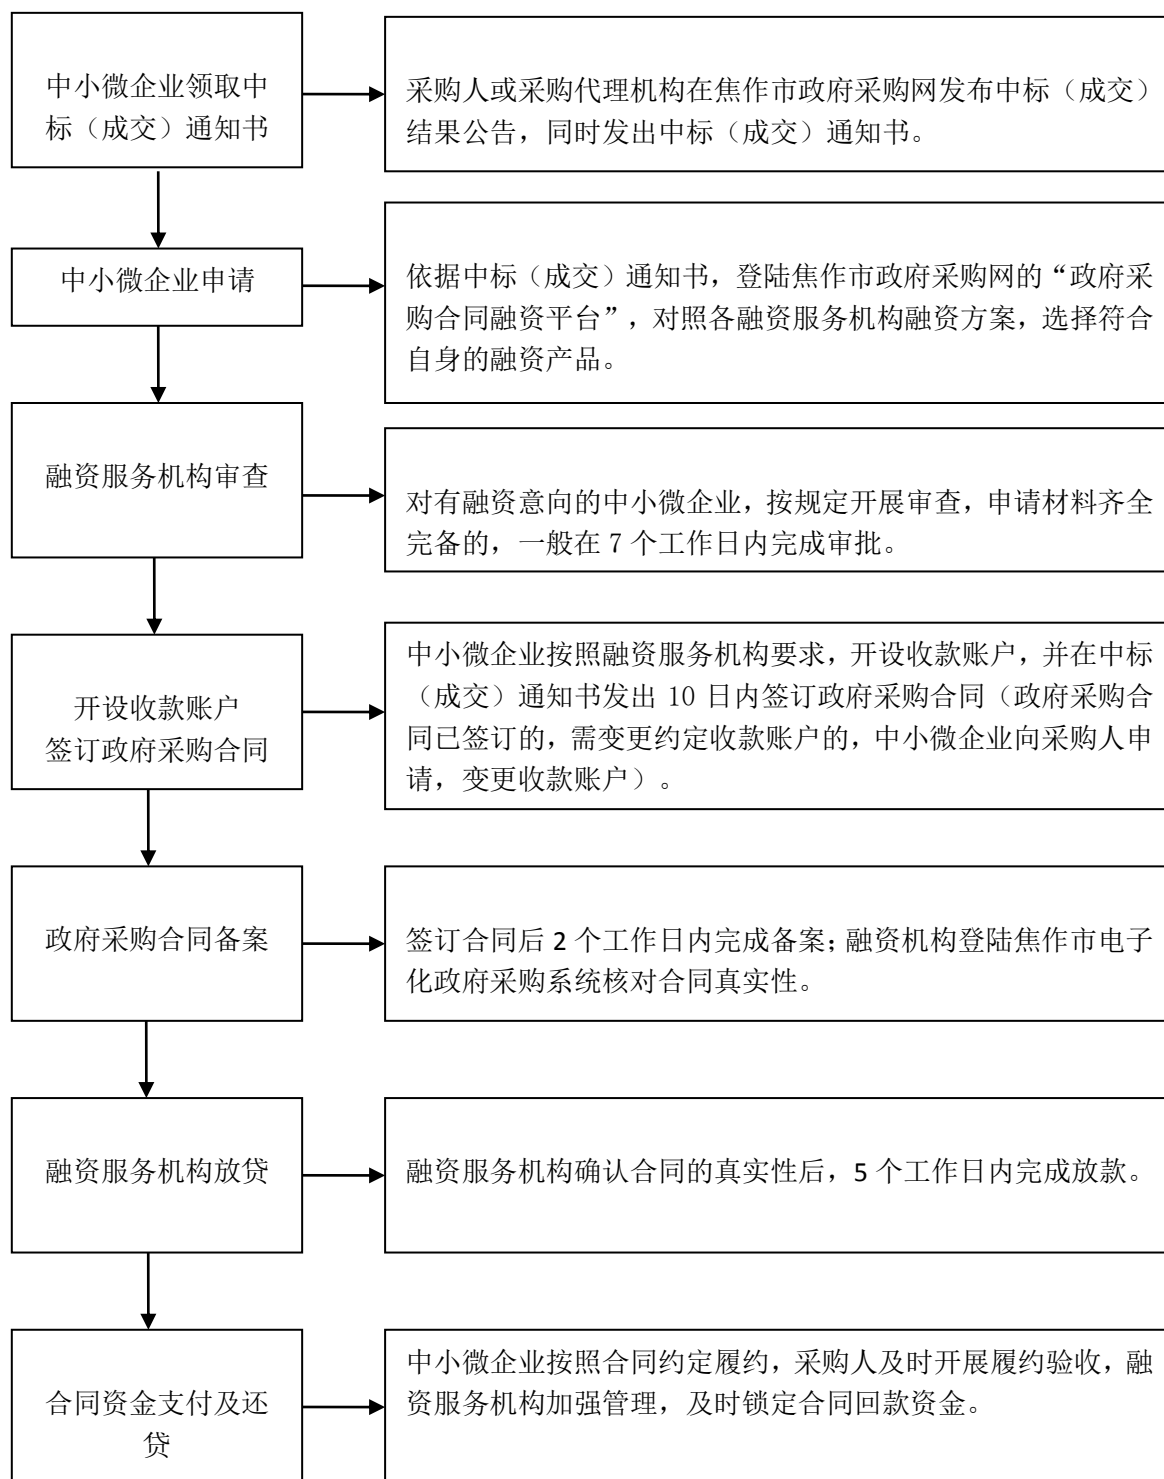 中小微企业领取中
标（成交）通知书
采购人或采购代理机构在焦作市政府采购网发布中标（成交）
结果公告，同时发出中标（成交）通知书。
中小微企业申请
依据中标（成交）通知书，登陆焦作市政府采购网的“政府采
购合同融资平台”，对照各融资服务机构融资方案，选择符合
自身的融资产品。
融资服务机构审查
对有融资意向的中小微企业，按规定开展审查，申请材料齐全
完备的，一般在 7 个工作日内完成审批。
开设收款账户
签订政府采购合同
中小微企业按照融资服务机构要求，开设收款账户，并在中标
（成交）通知书发出 10 日内签订政府采购合同（政府采购合
同已签订的，需变更约定收款账户的，中小微企业向采购人申
请，变更收款账户）。
政府采购合同备案
签订合同后 2 个工作日内完成备案；融资机构登陆焦作市电子
化政府采购系统核对合同真实性。
融资服务机构放贷
融资服务机构确认合同的真实性后，5 个工作日内完成放款。
合同资金支付及还
贷
中小微企业按照合同约定履约，采购人及时开展履约验收，融
资服务机构加强管理，及时锁定合同回款资金。